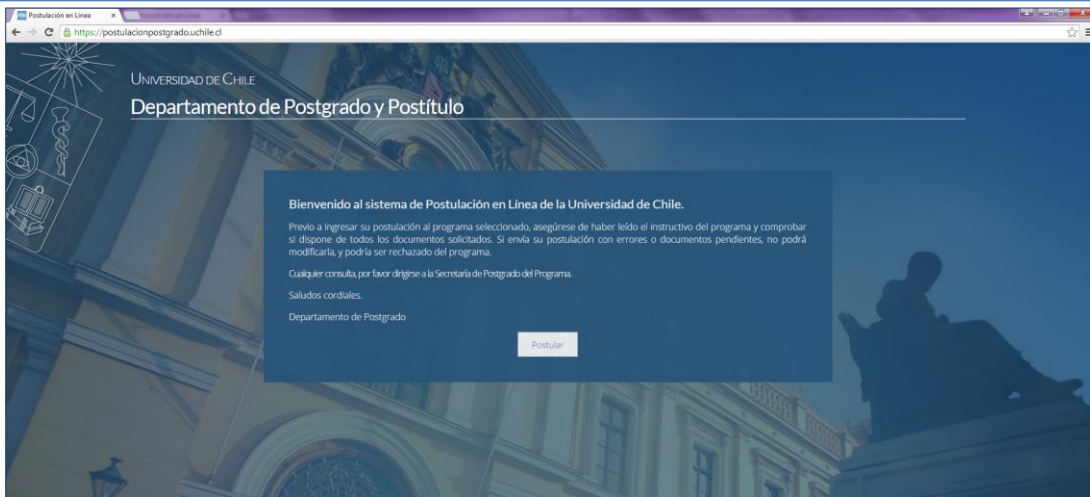 Postulación en Línea
https://postulacionpostgrado.uchile.cl
UNIVERSIDAD DE CHILE
Departamento de Postgrado y Postítulo
Bienvenido al sistema de Postulación en Línea de la Universidad de Chile.
Previo a ingresar su postulación al programa seleccionado, asegúrese de haber leído el Instructivo del programa y comprobar
si dispone de todos los documentos solicitados. Si envía su postulación con errores o documentos pendientes, no podrá
modificarla, y podría ser rechazado del programa.
Cualquier consulta, por favor dirigirse a la Secretaría de Postgrado del Programa.
Saludos cordiales.
Departamento de Postgrado
Postular